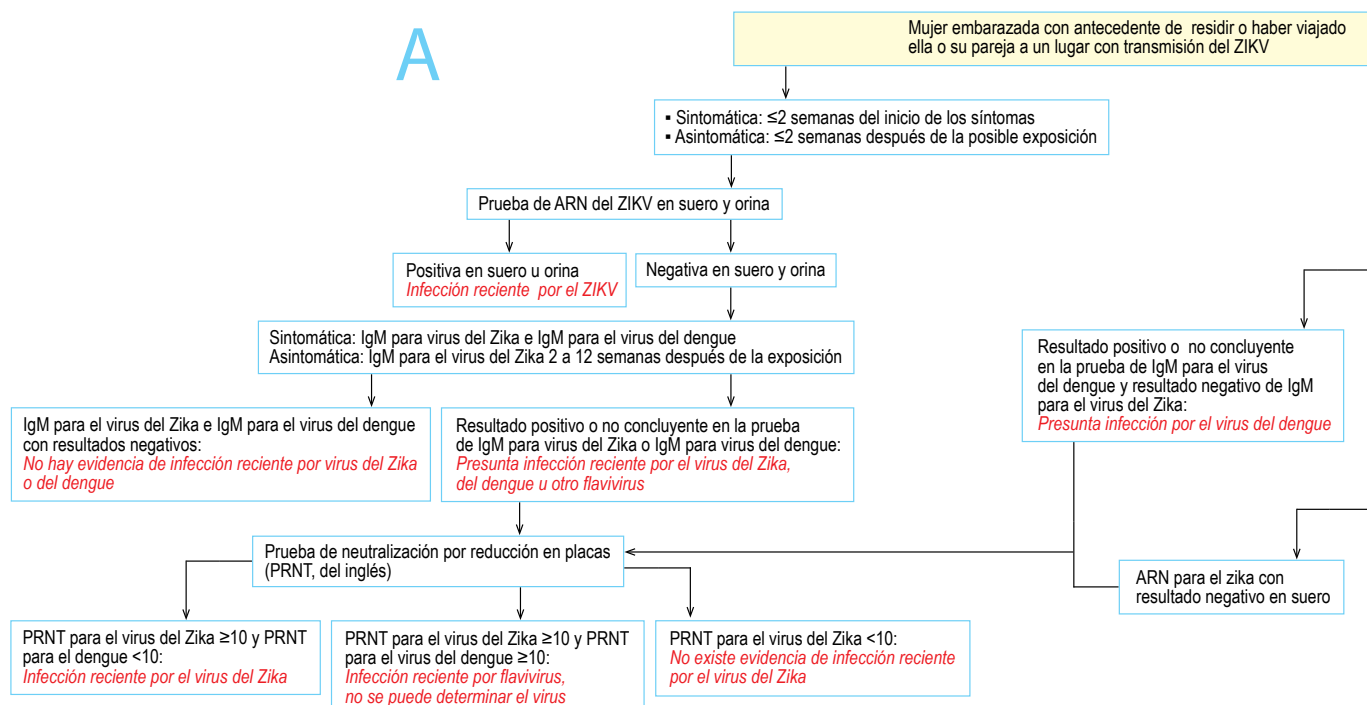 A
Mujer embarazada con antecedente de residir o haber viajado
ella o su pareja a un lugar con transmisión del ZIKV
▪ Sintomática: ≤2 semanas del inicio de los síntomas
▪ Asintomática: ≤2 semanas después de la posible exposición
Prueba de ARN del ZIKV en suero y orina
Positiva en suero u orina
Infección reciente por el ZIKV
Negativa en suero y orina
Sintomática: IgM para virus del Zika e IgM para el virus del dengue
Asintomática: IgM para el virus del Zika 2 a 12 semanas después de la exposición
Resultado positivo o no concluyente
en la prueba de IgM para el virus
del dengue y resultado negativo de IgM
para el virus del Zika:
Presunta infección por el virus del dengue
IgM para el virus del Zika e IgM para el virus del dengue
con resultados negativos:
No hay evidencia de infección reciente por virus del Zika
o del dengue
Resultado positivo o no concluyente en la prueba
de IgM para virus del Zika o IgM para virus del dengue:
Presunta infección reciente por el virus del Zika,
del dengue u otro flavivirus
Prueba de neutralización por reducción en placas
(PRNT, del inglés)
ARN para el zika con
resultado negativo en suero
PRNT para el virus del Zika ≥10 y PRNT
para el dengue <10:
Infección reciente por el virus del Zika
PRNT para el virus del Zika ≥10 y PRNT
para el virus del dengue ≥10:
Infección reciente por flavivirus,
no se puede determinar el virus
PRNT para el virus del Zika <10:
No existe evidencia de infección reciente
por el virus del Zika